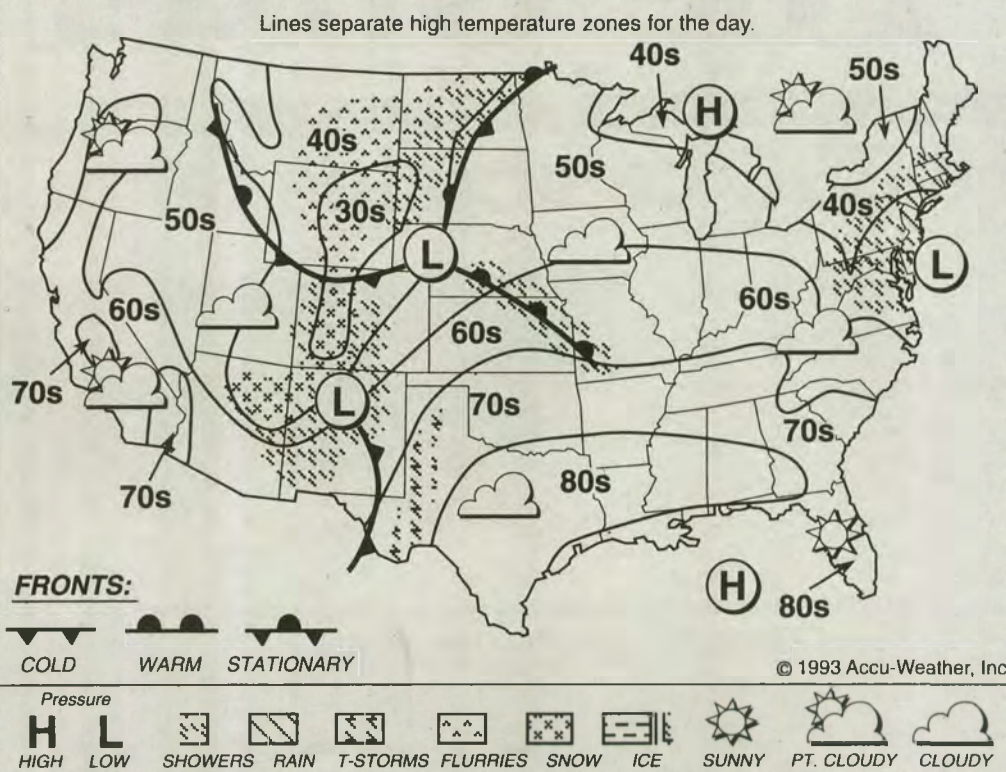 Lines separate high temperature zones for the day.
40s
50s
H
40s
50s
30s
50s
40s
L
L
60s
60s
60s
70s
L
70s
70s
70s
80s
H
80s
FRONTS:
COLD WARM STATIONARY
© 1993 Accu-Weather, Inc
Pressure
H L
HIGH LOW SHOWERS RAIN T-STORMS FLURRIES SNOW ICE SUNNY PT. CLOUDY CLOUDY